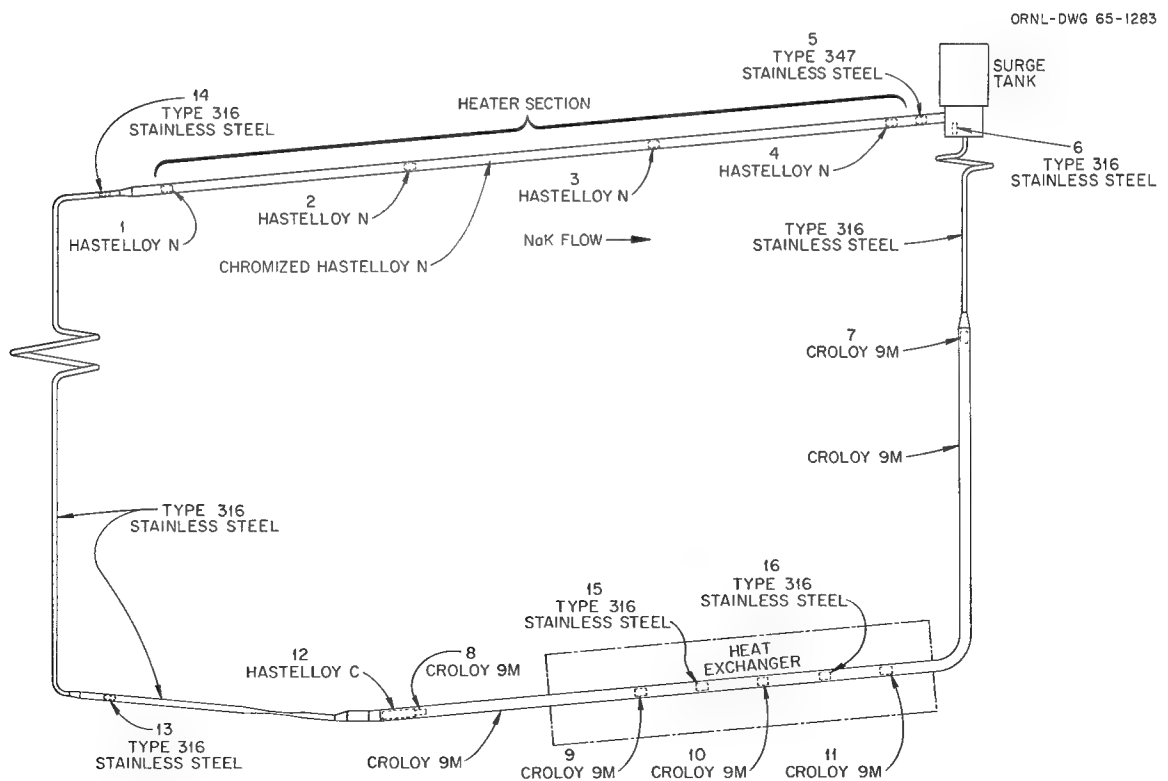 ORNL-DWG 65-1283
5
TYPE 347
STAINLESS STEEL
SURGE
TANK
HEATER SECTION
14
TYPE 316
STAINLESS STEEL
4
HASTELLOY N
6
TYPE 316
STAINLESS STEEL
3
HASTELLOY N
2
HASTELLOY N
1
HASTELLOY N
NaK FLOW
CHROMIZED HASTELLOY N
TYPE 316
STAINLESS STEEL
7
CROLOY 9M
CROLOY 9M
TYPE 316
STAINLESS STEEL
16
TYPE 316
STAINLESS STEEL
15
TYPE 316
STAINLESS STEEL
HEAT
EXCHANGER
12
HASTELLOY C
8
CROLOY 9M
13
TYPE 316
STAINLESS STEEL
CROLOY 9M
9
CROLOY 9M
10
CROLOY 9M
11
CROLOY 9M